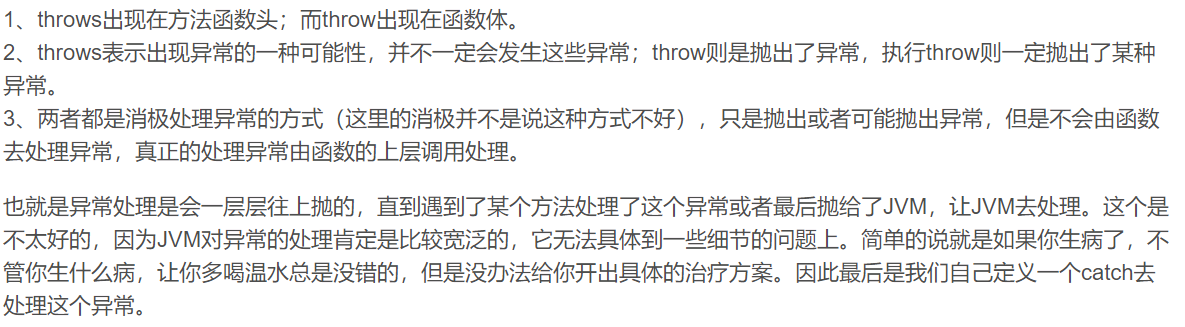 1、throws出现在方法函数头；而throw出现在函数体。
2、throws表示出现异常的一种可能性，并不一定会发生这些异常；throw则是抛出了异常，执行throw则一定抛出了某种
异常。
3、两者都是消极处理异常的方式（这里的消极并不是说这种方式不好），只是抛出或者可能抛出异常，但是不会由函数
去处理异常，真正的处理异常由函数的上层调用处理。
也就是异常处理是会一层层往上抛的，直到遇到了某个方法处理了这个异常或者最后抛给了JVM，让JVM去处理。这个是
不太好的，因为JVM对异常的处理肯定是比较宽泛的，它无法具体到一些细节的问题上。简单的说就是如果你生病了，不
管你生什么病，让你多喝温水总是没错的，但是没办法给你开出具体的治疗方案。因此最后是我们自己定义一个catch去
处理这个异常。